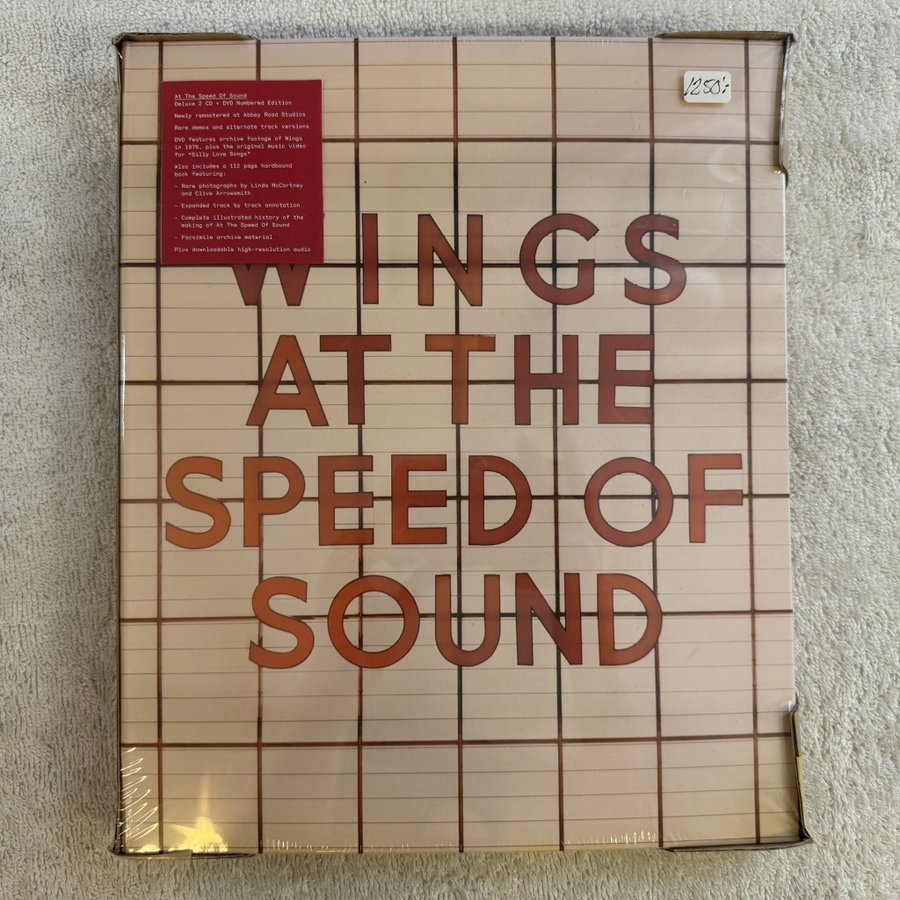 At The Speed Of Sound
Deluxe 2 CD + DVD Numbered Edition
Newly remastered at Abbey Road Studios
Rare demos and alternate track versions
DVD features archive footage of Wings
in 1976, plus the original music video
for "Silly Love Songs"
Also includes a 112 page hardbound
book featuring:
- Rare photographs by Linda McCartney
and Clive Arrowsmith
- Expanded track by track annotation
- Complete illustrated history of the
making of At The Speed Of Sound
- Facsimile archive material
Plus downloadable high-resolution audio
1250:-
WINGS
AT THE
SPEED OF
SOUND